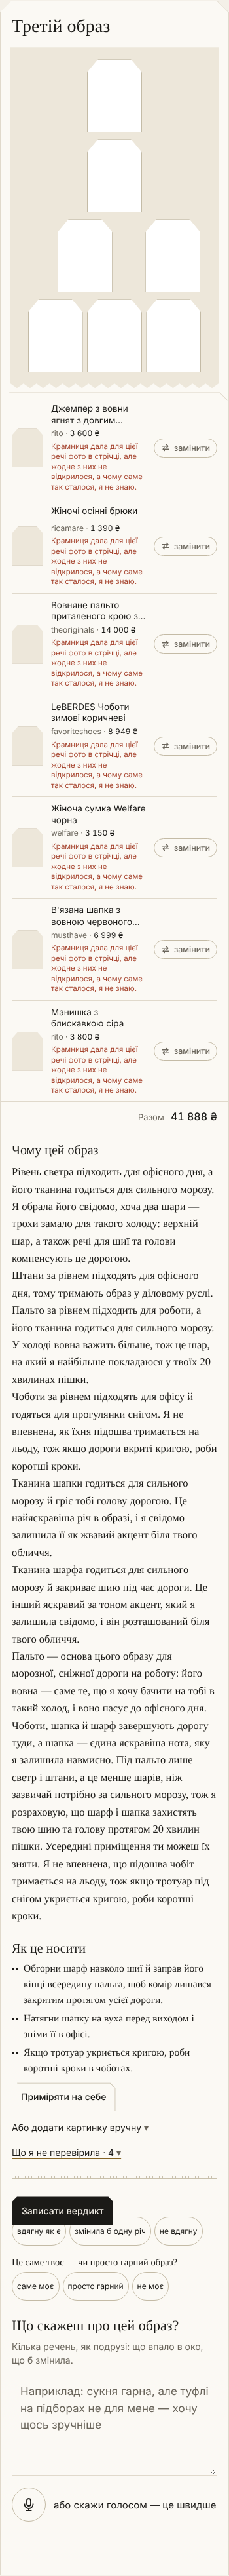 Третій образ
Джемпер з вовни
ягнят з довгим...
rito · 3 600 ₴
Крамниця дала для цієї
речі фото в стрічці, але
жодне з них не
відкрилося, а чому саме
так сталося, я не знаю.
замінити
Жіночі осінні брюки
ricamare · 1 390 ₴
Крамниця дала для цієї
речі фото в стрічці, але
жодне з них не
відкрилося, а чому саме
так сталося, я не знаю.
замінити
Вовняне пальто
приталеного крою з...
theoriginals · 14 000 ₴
Крамниця дала для цієї
речі фото в стрічці, але
жодне з них не
відкрилося, а чому саме
так сталося, я не знаю.
замінити
LeBERDES Чоботи
зимові коричневі
favoriteshoes · 8 949 ₴
Крамниця дала для цієї
речі фото в стрічці, але
жодне з них не
відкрилося, а чому саме
так сталося, я не знаю.
замінити
Жіноча сумка Welfare
чорна
welfare · 3 150 ₴
Крамниця дала для цієї
речі фото в стрічці, але
жодне з них не
відкрилося, а чому саме
так сталося, я не знаю.
замінити
В'язана шапка з
вовною червоного...
musthave · 6 999 ₴
Крамниця дала для цієї
речі фото в стрічці, але
жодне з них не
відкрилося, а чому саме
так сталося, я не знаю.
замінити
Манишка з
блискавкою сіра
rito · 3 800 ₴
Крамниця дала для цієї
речі фото в стрічці, але
жодне з них не
відкрилося, а чому саме
так сталося, я не знаю.
замінити
Разом 41 888 ₴
Чому цей образ
Рівень светра підходить для офісного дня, а
його тканина годиться для сильного морозу.
Я обрала його свідомо, хоча два шари —
трохи замало для такого холоду: верхній
шар, а також речі для шиї та голови
компенсують це дорогою.
Штани за рівнем підходять для офісного
дня, тому тримають образ у діловому руслі.
Пальто за рівнем підходить для роботи, а
його тканина годиться для сильного морозу.
У холоді вовна важить більше, тож це шар,
на який я найбільше покладаюся у твоїх 20
хвилинах пішки.
Чоботи за рівнем підходять для офісу й
годяться для прогулянки снігом. Я не
впевнена, як їхня підошва тримається на
льоду, тож якщо дороги вкриті кригою, роби
коротші кроки.
Тканина шапки годиться для сильного
морозу й гріє тобі голову дорогою. Це
найяскравіша річ в образі, і я свідомо
залишила її як жвавий акцент біля твого
обличчя.
Тканина шарфа годиться для сильного
морозу й закриває шию під час дороги. Це
інший яскравий за тоном акцент, який я
залишила свідомо, і він розташований біля
твого обличчя.
Пальто — основа цього образу для
морозної, сніжної дороги на роботу: його
вовна — саме те, що я хочу бачити на тобі в
такий холод, і воно пасує до офісного дня.
Чоботи, шапка й шарф завершують дорогу
туди, а шапка — єдина яскравіша нота, яку
я залишила навмисно. Під пальто лише
светр і штани, а це менше шарів, ніж
зазвичай потрібно за сильного морозу, тож я
розраховую, що шарф і шапка захистять
твою шию та голову протягом 20 хвилин
пішки. Усередині приміщення ти можеш їх
зняти. Я не впевнена, що підошва чобіт
тримається на льоду, тож якщо тротуар під
снігом укриється кригою, роби коротші
кроки.
Як це носити
Обгорни шарф навколо шиї й заправ його
кінці всередину пальта, щоб комір лишався
закритим протягом усієї дороги.
Натягни шапку на вуха перед виходом і
зніми її в офісі.
Якщо тротуар укриється кригою, роби
коротші кроки в чоботах.
Приміряти на себе
Або додати картинку вручну ▾
Що я не перевірила · 4 ▾
Записати вердикт
вдягну як є
змінила б одну річ
не вдягну
Це саме твоє — чи просто гарний образ?
саме моє
просто гарний
не моє
Що скажеш про цей образ?
Кілька речень, як подрузі: що впало в око,
що б змінила.
Наприклад: сукня гарна, але туфлі
на підборах не для мене — хочу
щось зручніше
або скажи голосом — це швидше